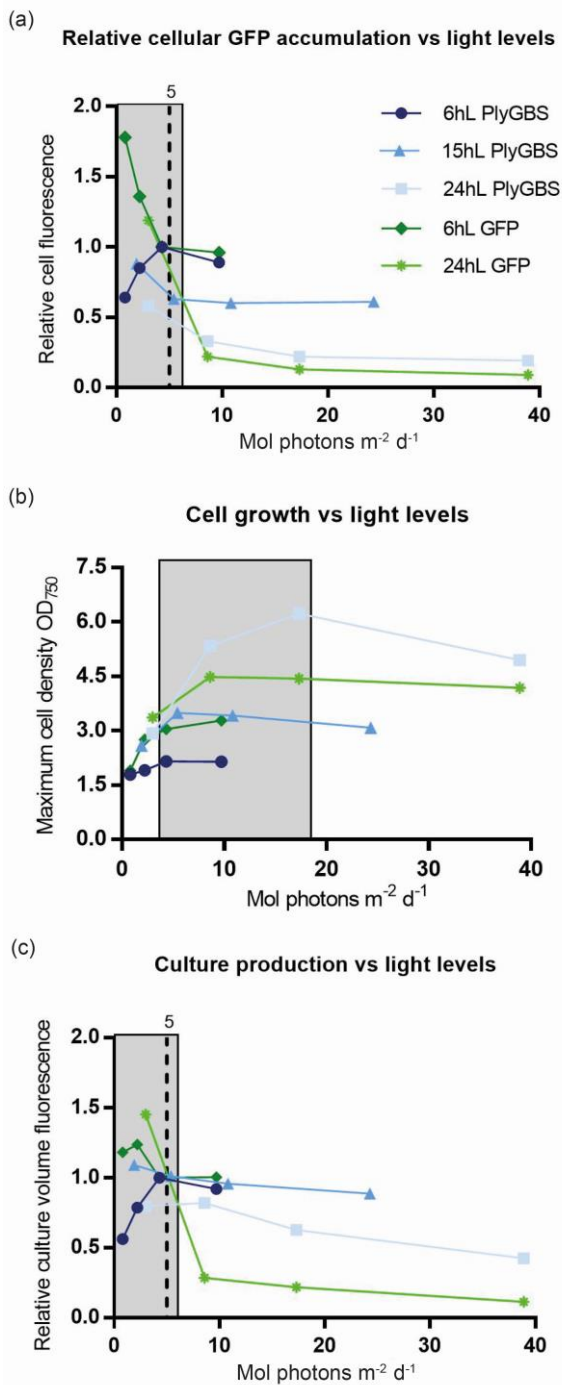 (a)
Relative cellular GFP accumulation vs light levels
5
2.0
1.5
1.0
0.5
0.0
Relative cell fluorescence
6hL PlyGBS
15hL PlyGBS
24hL PlyGBS
6hL GFP
24hL GFP
0 10 20 30 40
Mol photons m⁻² d⁻¹
(b)
Cell growth vs light levels
7.5
6.0
4.5
3.0
1.5
0.0
Maximum cell density OD₇₅₀
0 10 20 30 40
Mol photons m⁻² d⁻¹
(c)
Culture production vs light levels
5
2.0
1.5
1.0
0.5
0.0
Relative culture volume fluorescence
0 10 20 30 40
Mol photons m⁻² d⁻¹